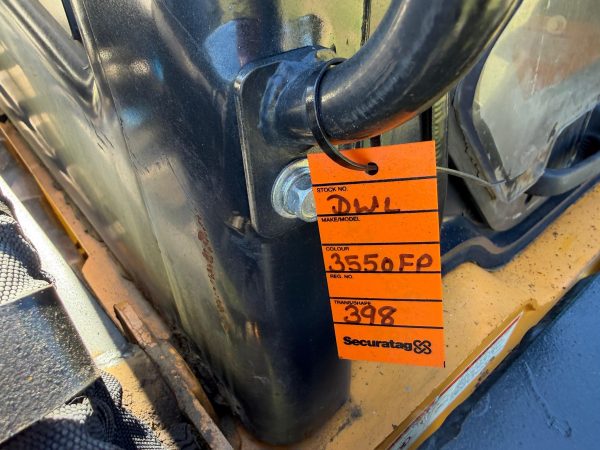 STOCK NO.
DWL
MAKE/MODEL
COLOUR
3550FP
REG. NO.
TRANS/SHAPE
398
Securatag